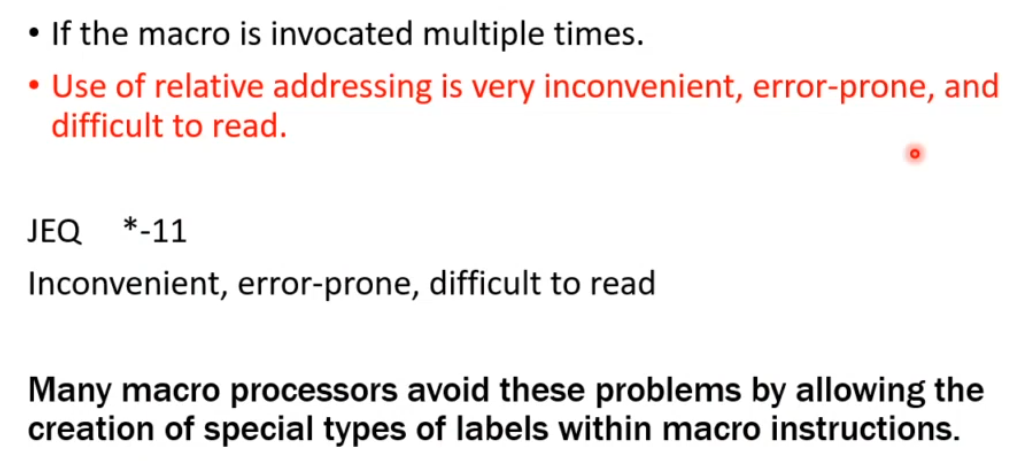 • If the macro is invocated multiple times.
• Use of relative addressing is very inconvenient, error-prone, and
difficult to read.
JEQ *-11
Inconvenient, error-prone, difficult to read
Many macro processors avoid these problems by allowing the
creation of special types of labels within macro instructions.